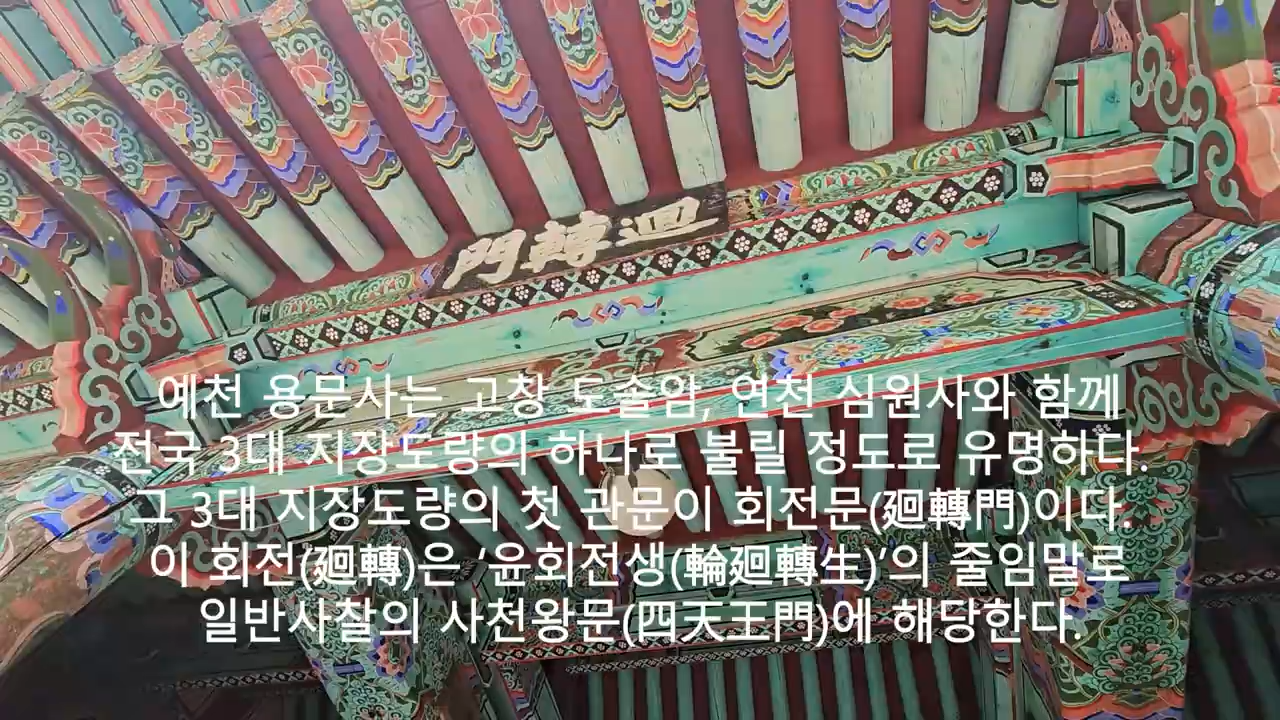 門轉迴
예천 용문사는 고창 도솔암, 연천 심원사와 함께
전국 3대 지장도량의 하나로 불릴 정도로 유명하다.
그 3대 지장도량의 첫 관문이 회전문(廻轉門)이다.
이 회전(廻轉)은 ‘윤회전생(輪廻轉生)’의 줄임말로
일반사찰의 사천왕문(四天王門)에 해당한다.